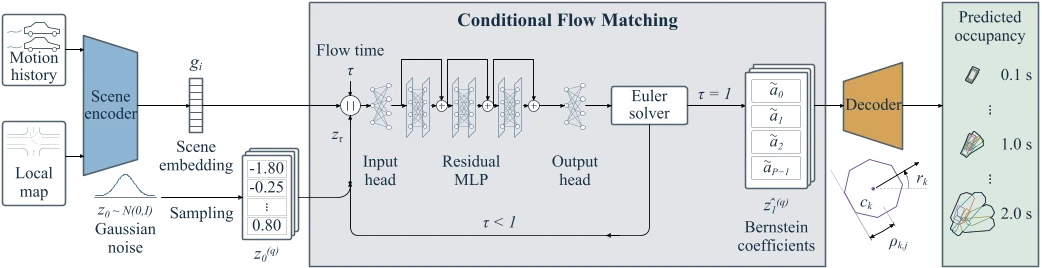 Motion
history
Local
map
Scene
encoder
g_i
Scene
embedding
z_0 ~ N(0,I)
Gaussian
noise
Sampling
-1.80
-0.25
⋮
0.80
z_0^(q)
Conditional Flow Matching
Flow time
τ
||
z_τ
Input
head
+
+
+
Residual
MLP
Output
head
Euler
solver
τ = 1
τ < 1
ã_0
ã_1
ã_2
ã_{P-1}
ẑ_1^(q)
Bernstein
coefficients
Decoder
r_k
c_k
ρ_{k,j}
Predicted
occupancy
0.1 s
⋮
1.0 s
⋮
2.0 s